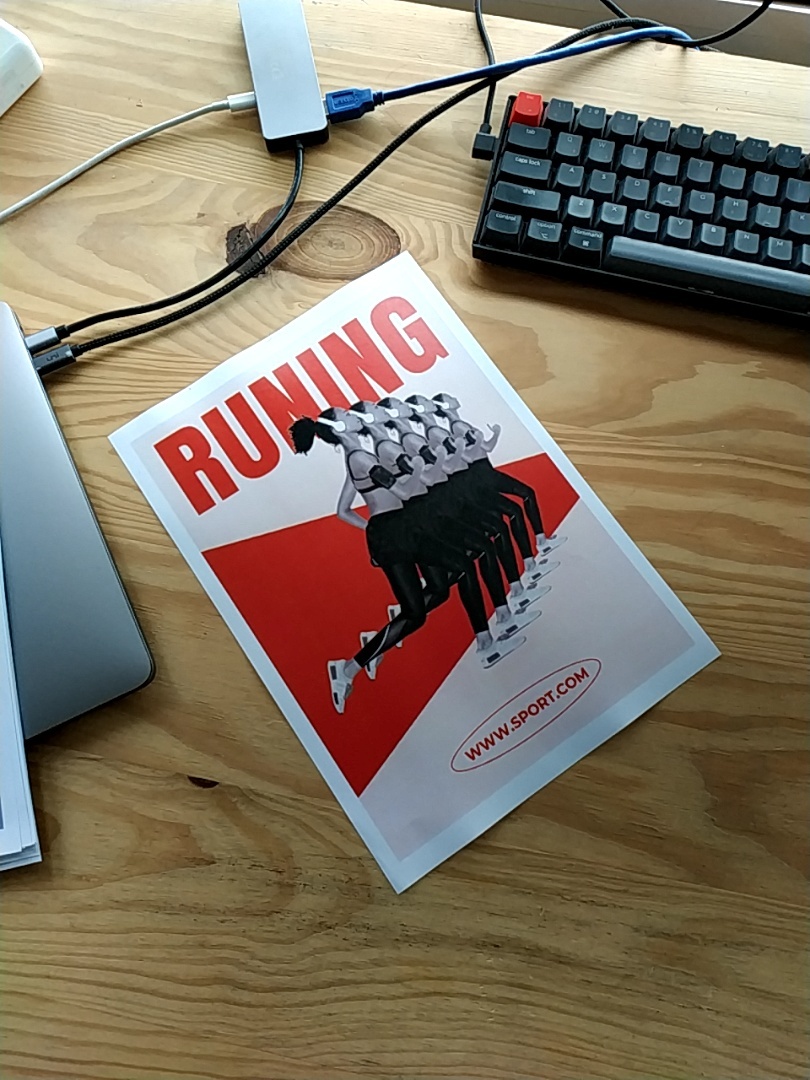 RUNING
WWW.SPORT.COM
tab
Q
W
caps lock
A
S
D
shift
Z
control
option
command